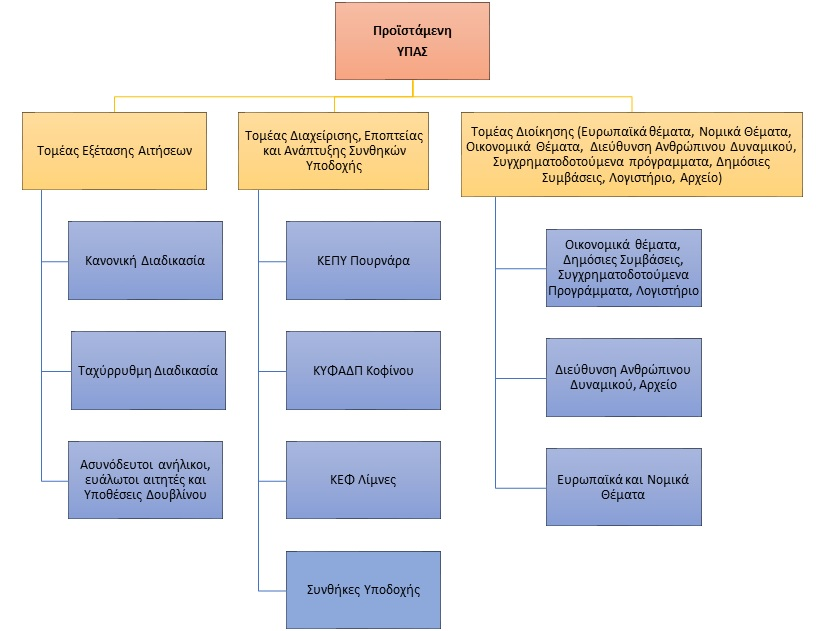 Προϊστάμενη
ΥΠΑΣ
Τομέας Εξέτασης Αιτήσεων
Κανονική Διαδικασία
Ταχύρρυθμη Διαδικασία
Ασυνόδευτοι ανήλικοι,
ευάλωτοι αιτητές και
Υποθέσεις Δουβλίνου
Τομέας Διαχείρισης, Εποπτείας
και Ανάπτυξης Συνθηκών
Υποδοχής
ΚΕΠΥ Πουρνάρα
ΚΥΦΑΔΠ Κοφίνου
ΚΕΦ Λίμνες
Συνθήκες Υποδοχής
Τομέας Διοίκησης (Ευρωπαϊκά θέματα, Νομικά Θέματα,
Οικονομικά Θέματα, Διεύθυνση Ανθρώπινου Δυναμικού,
Συγχρηματοδοτούμενα πρόγραμματα, Δημόσιες
Συμβάσεις, Λογιστήριο, Αρχείο)
Οικονομικά θέματα,
Δημόσιες Συμβάσεις,
Συγχρηματοδοτούμενα
Προγράμματα, Λογιστήριο
Διεύθυνση Ανθρώπινου
Δυναμικού, Αρχείο
Ευρωπαϊκά και Νομικά
Θέματα